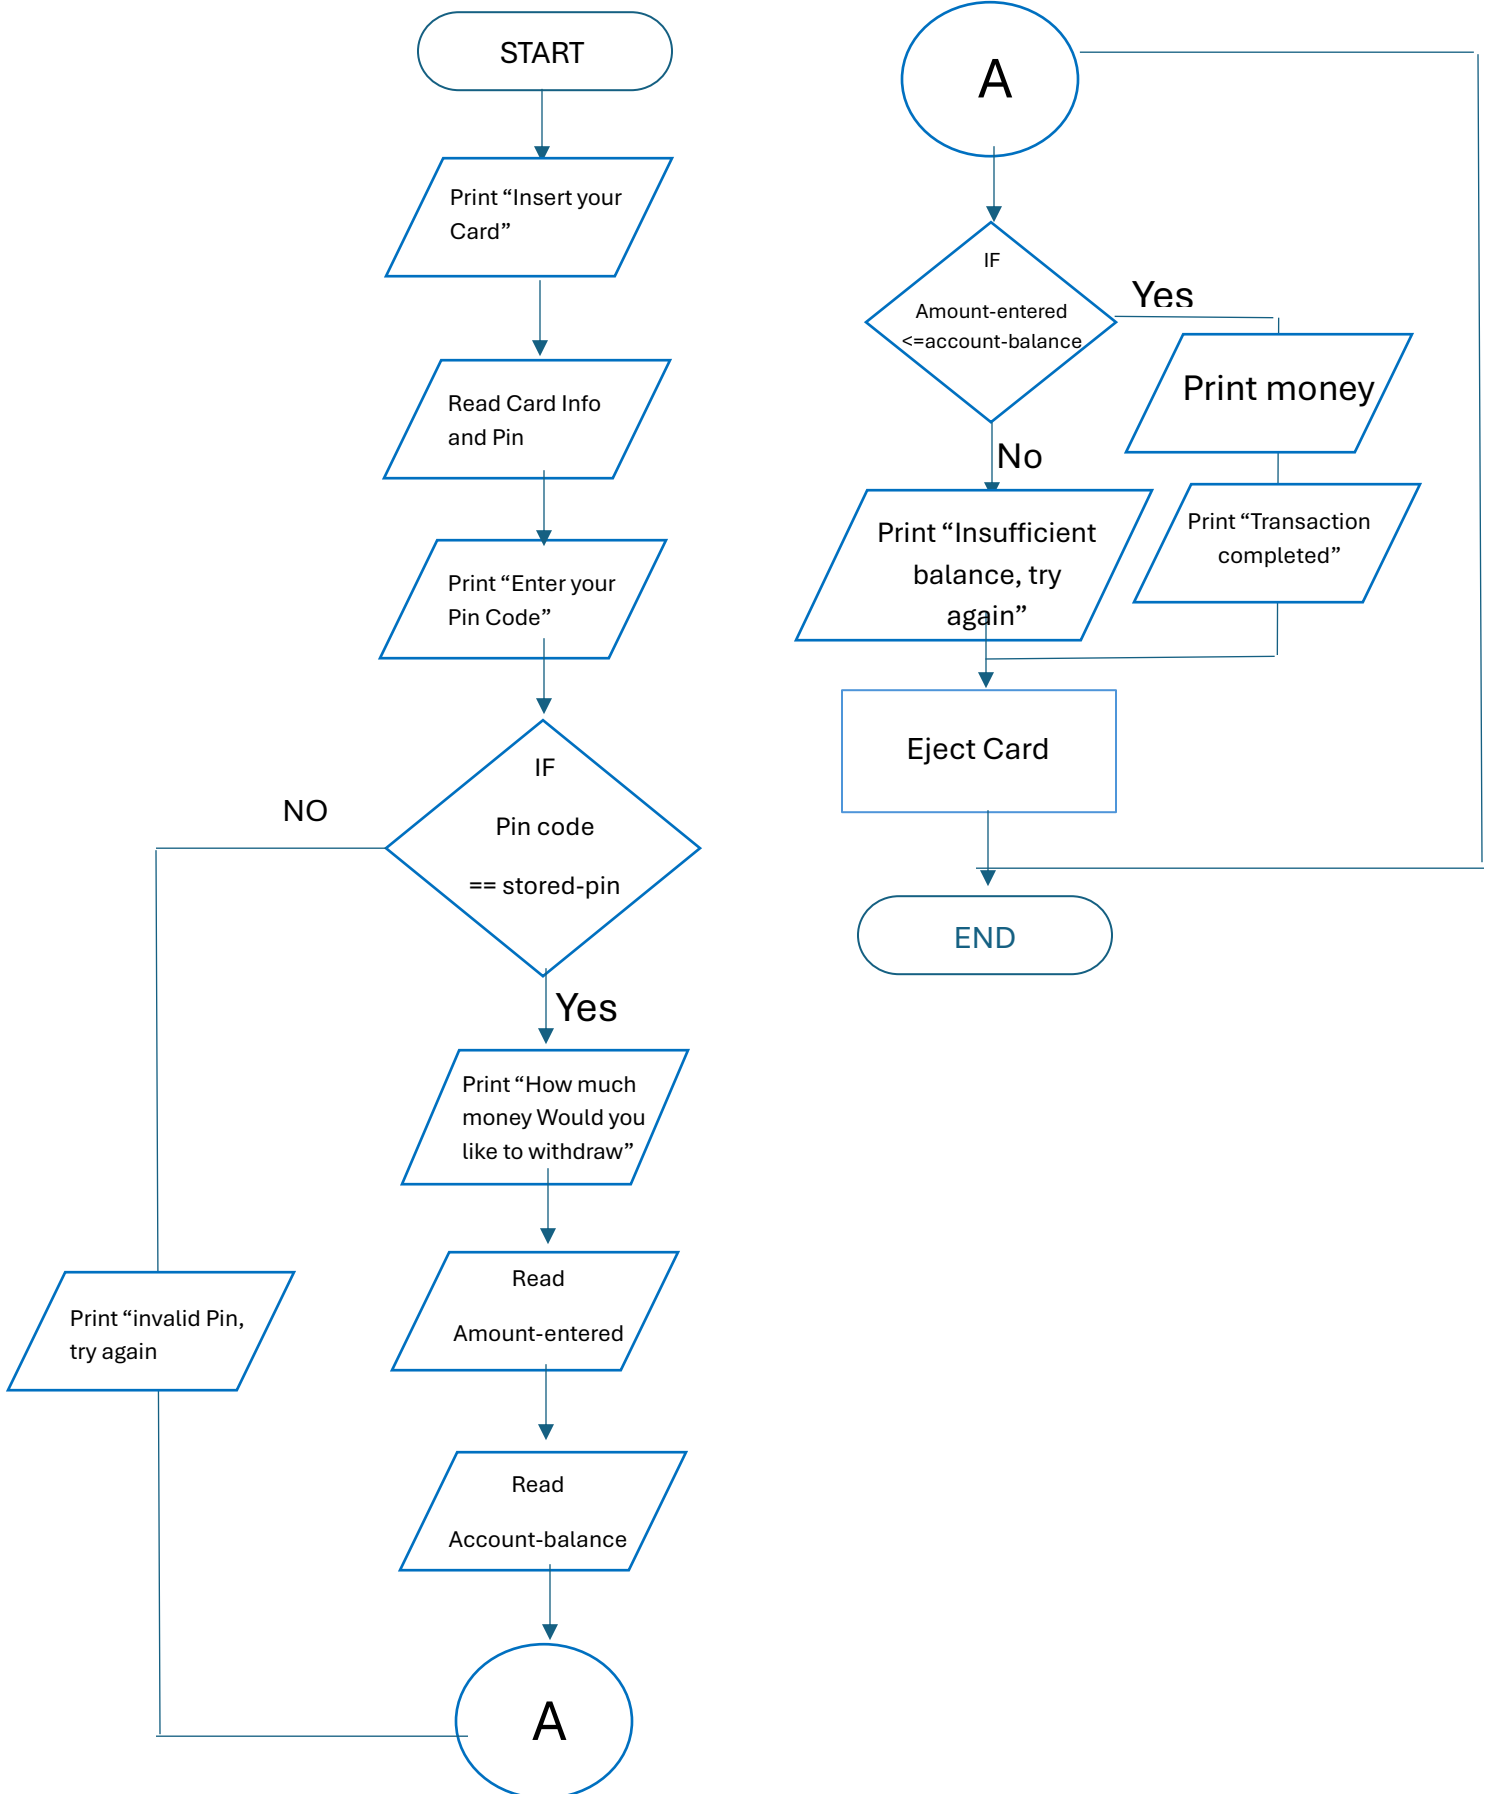 START
Print “Insert your
Card”
Read Card Info
and Pin
Print “Enter your
Pin Code”
IF
Pin code
== stored-pin
NO
Yes
Print “How much
money Would you
like to withdraw”
Print “invalid Pin,
try again
Read
Amount-entered
Read
Account-balance
A
A
IF
Amount-entered
<=account-balance
Yes
Print money
No
Print “Insufficient
balance, try
again”
Print “Transaction
completed”
Eject Card
END